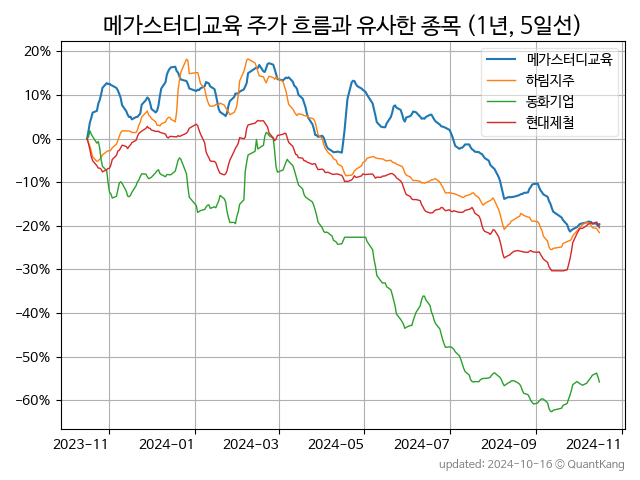 메가스터디교육 주가 흐름과 유사한 종목 (1년, 5일선)
메가스터디교육
하림지주
동화기업
현대제철
20%
10%
0%
−10%
−20%
−30%
−40%
−50%
−60%
2023-11 2024-01 2024-03 2024-05 2024-07 2024-09 2024-11
updated: 2024-10-16 © QuantKang